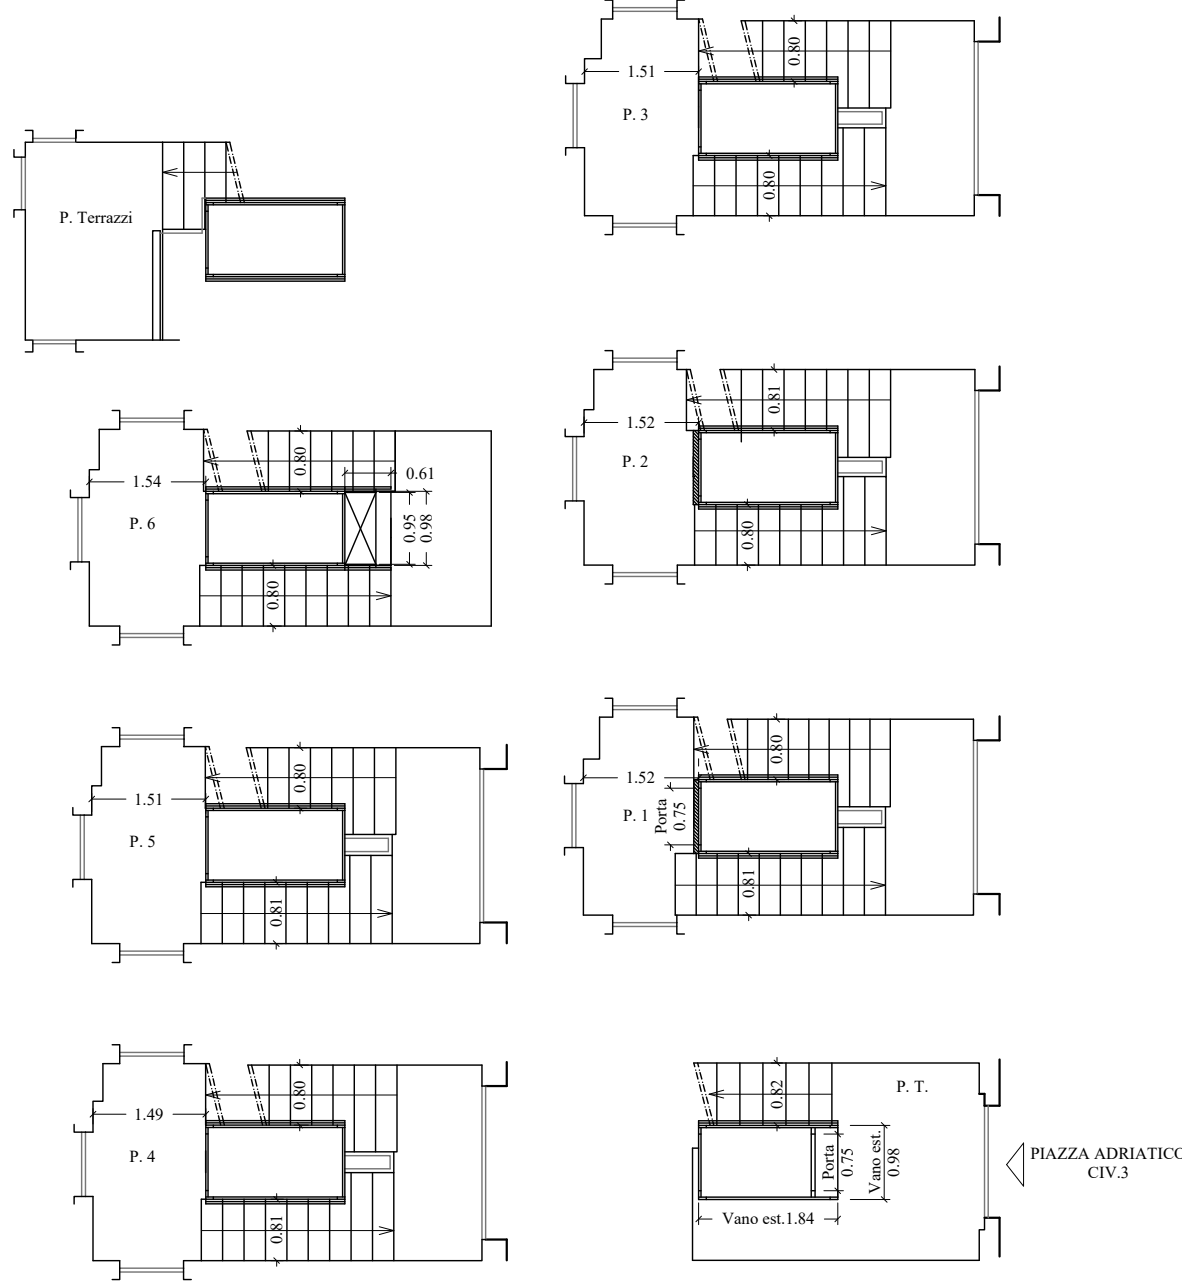 P. Terrazzi
0.80
1.54
0.61
P. 6
0.95
0.98
0.80
0.80
1.51
P. 5
0.81
0.80
1.49
P. 4
0.81
0.80
1.51
P. 3
0.80
0.81
1.52
P. 2
0.80
0.80
1.52
P. 1
Porta
0.75
0.81
0.82
P. T.
Porta
0.75
Vano est.
0.98
Vano est.1.84
PIAZZA ADRIATICO
CIV.3